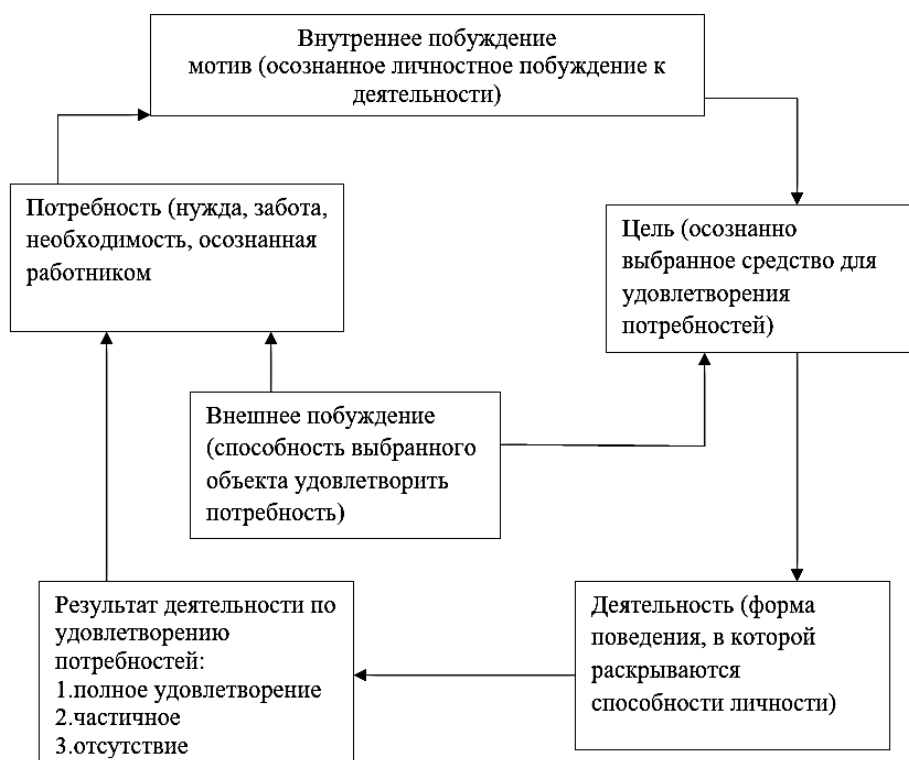 Внутреннее побуждение
мотив (осознанное личностное побуждение к
деятельности)
Потребность (нужда, забота,
необходимость, осознанная
работником
Цель (осознанно
выбранное средство для
удовлетворения
потребностей)
Внешнее побуждение
(способность выбранного
объекта удовлетворить
потребность)
Результат деятельности по
удовлетворению
потребностей:
1.полное удовлетворение
2.частичное
3.отсутствие
Деятельность (форма
поведения, в которой
раскрываются
способности личности)